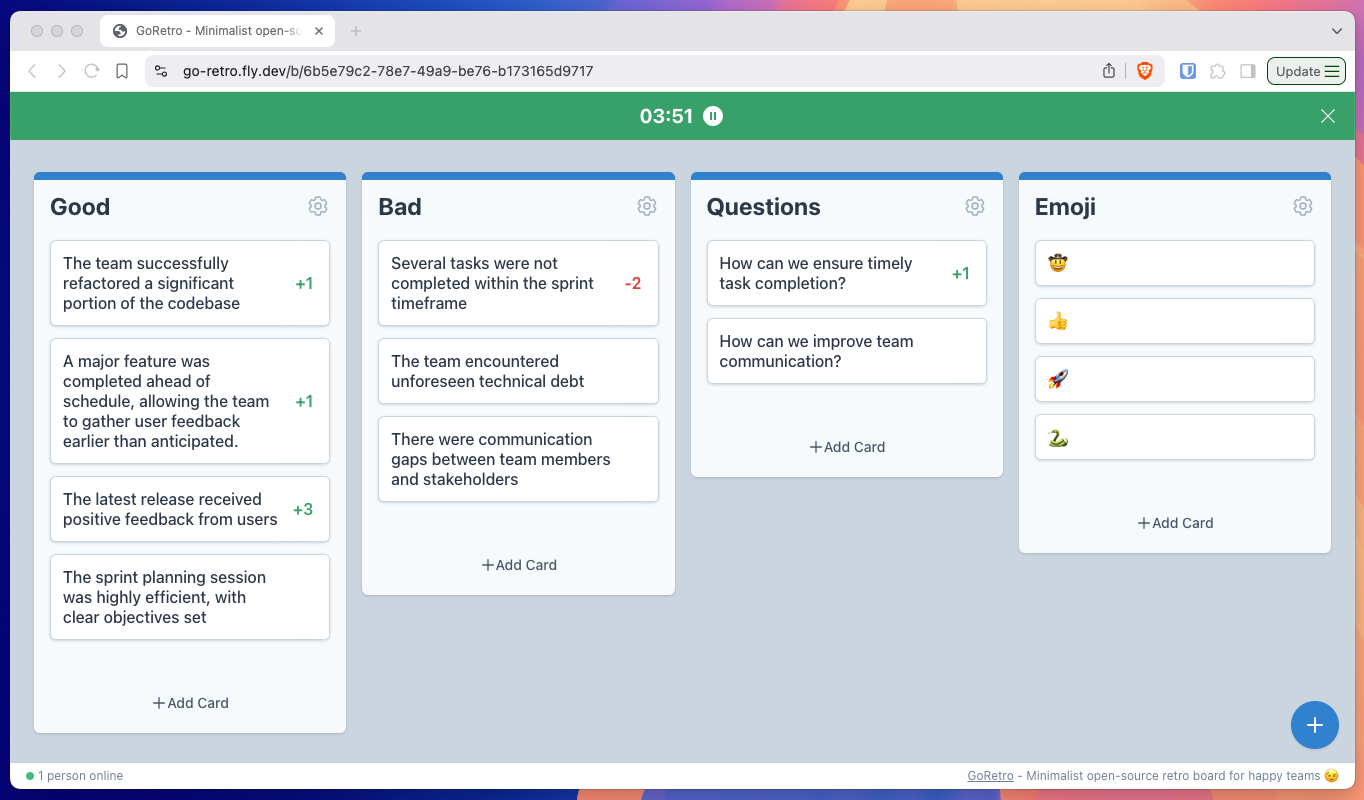 GoRetro - Minimalist open-so
go-retro.fly.dev/b/6b5e79c2-78e7-49a9-be76-b173165d9717
Update
03:51
Good
The team successfully
refactored a significant
portion of the codebase
+1
A major feature was
completed ahead of
schedule, allowing the team
to gather user feedback
earlier than anticipated.
+1
The latest release received
positive feedback from users
+3
The sprint planning session
was highly efficient, with
clear objectives set
+Add Card
Bad
Several tasks were not
completed within the sprint
timeframe
-2
The team encountered
unforeseen technical debt
There were communication
gaps between team members
and stakeholders
+Add Card
Questions
How can we ensure timely
task completion?
+1
How can we improve team
communication?
+Add Card
Emoji
🤠
👍
🚀
🐍
+Add Card
1 person online
GoRetro - Minimalist open-source retro board for happy teams 😉